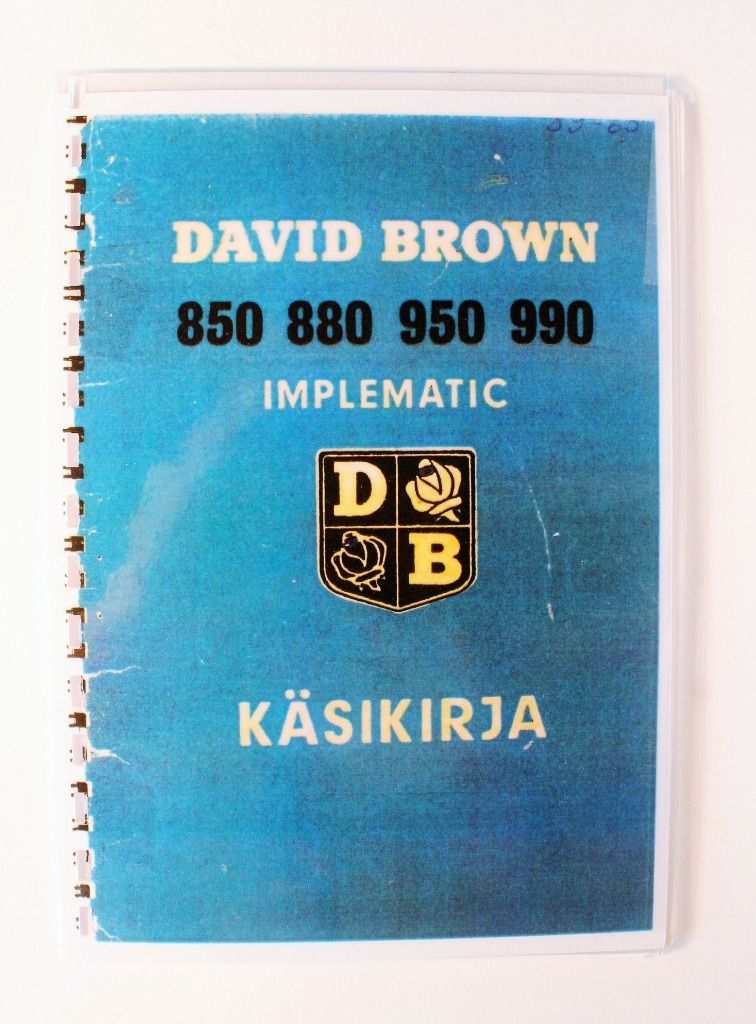 DAVID BROWN
850 880 950 990
IMPLEMATIC
D
B
KÄSIKIRJA